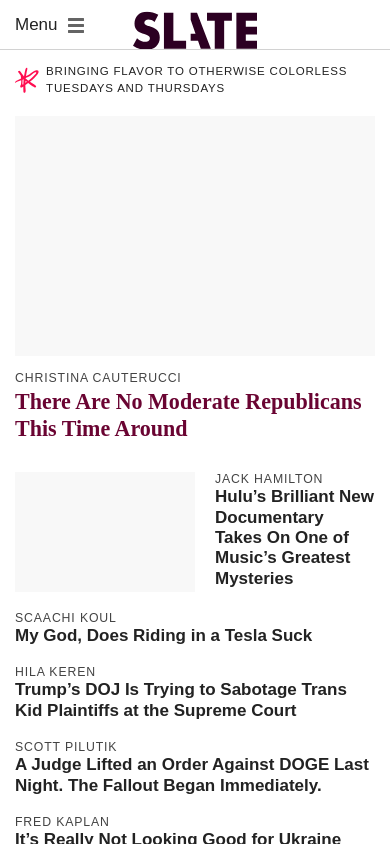 Menu
SLATE
BRINGING FLAVOR TO OTHERWISE COLORLESS
TUESDAYS AND THURSDAYS
CHRISTINA CAUTERUCCI
There Are No Moderate Republicans
This Time Around
JACK HAMILTON
Hulu’s Brilliant New
Documentary
Takes On One of
Music’s Greatest
Mysteries
SCAACHI KOUL
My God, Does Riding in a Tesla Suck
HILA KEREN
Trump’s DOJ Is Trying to Sabotage Trans
Kid Plaintiffs at the Supreme Court
SCOTT PILUTIK
A Judge Lifted an Order Against DOGE Last
Night. The Fallout Began Immediately.
FRED KAPLAN
It’s Really Not Looking Good for Ukraine